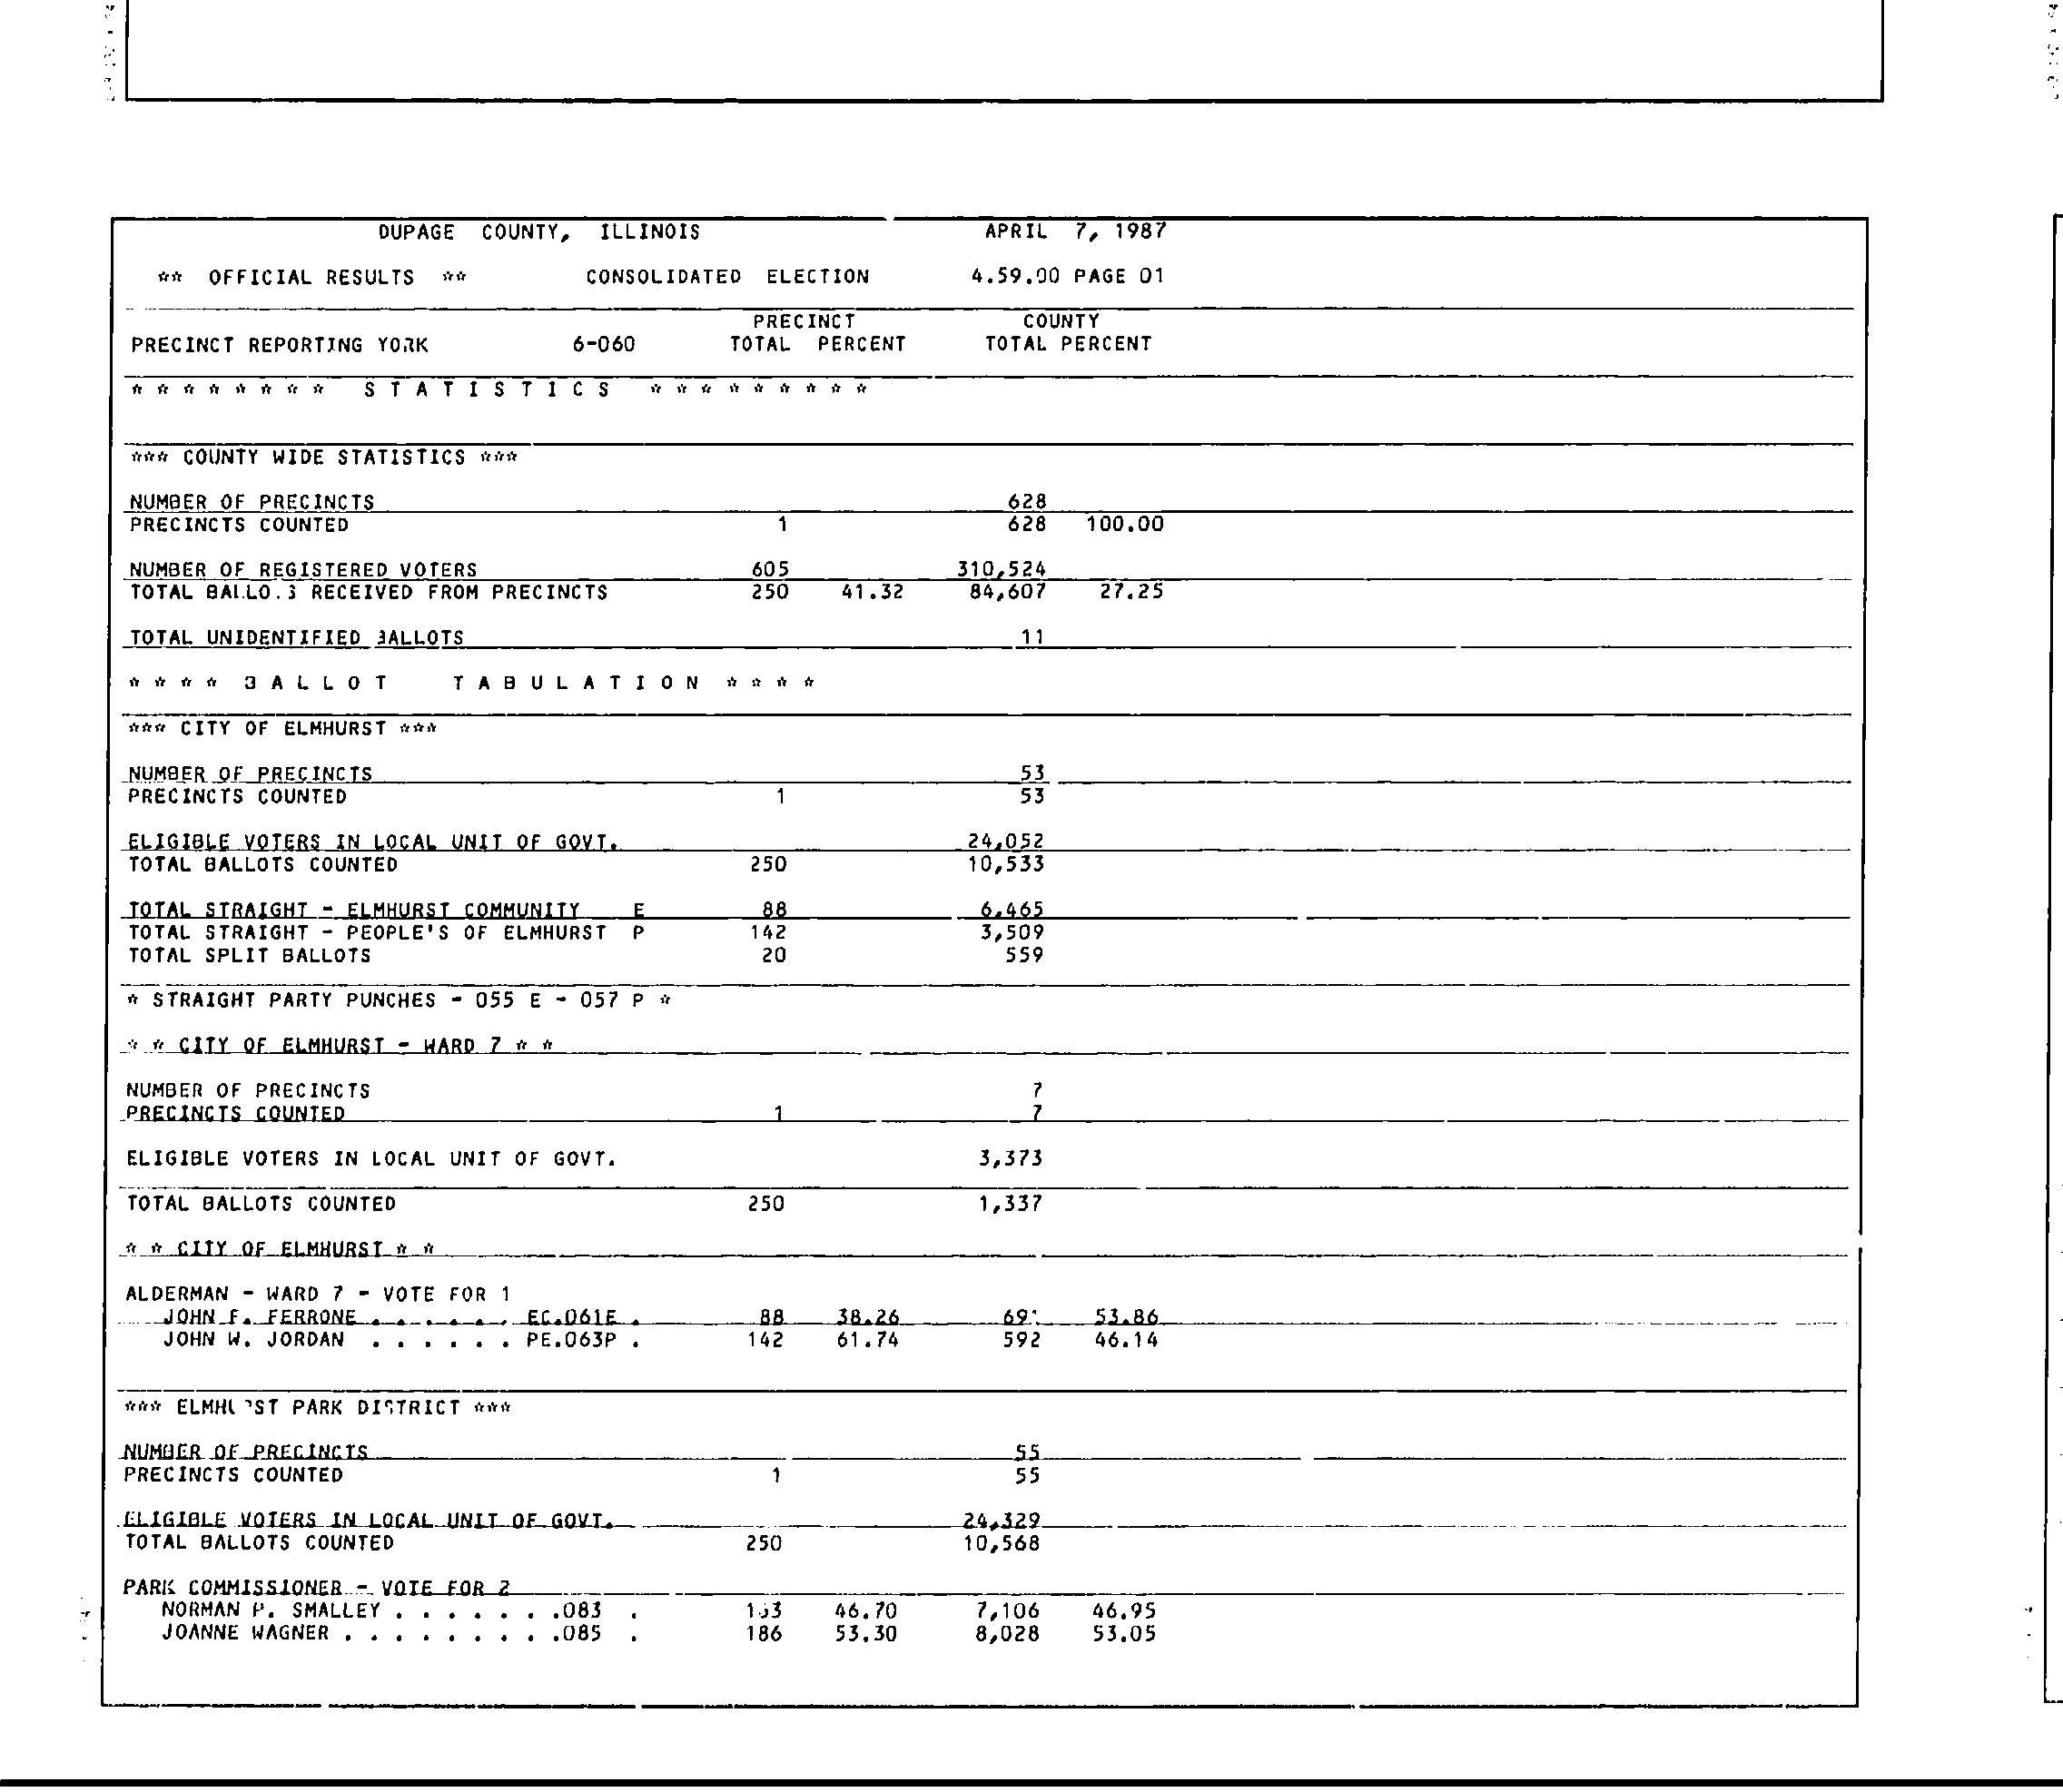 DUPAGE COUNTY, ILLINOIS APRIL 7, 1987
** OFFICIAL RESULTS ** CONSOLIDATED ELECTION 4.59.00 PAGE 01
PRECINCT COUNTY
PRECINCT REPORTING YORK 6-060 TOTAL PERCENT TOTAL PERCENT
* * * * * * * * S T A T I S T I C S * * * * * * * * *
*** COUNTY WIDE STATISTICS ***
NUMBER OF PRECINCTS 628
PRECINCTS COUNTED 1 628 100.00
NUMBER OF REGISTERED VOTERS 605 310,524
TOTAL BALLOTS RECEIVED FROM PRECINCTS 250 41.32 84,607 27.25
TOTAL UNIDENTIFIED BALLOTS 11
* * * * B A L L O T T A B U L A T I O N * * * *
*** CITY OF ELMHURST ***
NUMBER OF PRECINCTS 53
PRECINCTS COUNTED 1 53
ELIGIBLE VOTERS IN LOCAL UNIT OF GOVT. 24,052
TOTAL BALLOTS COUNTED 250 10,533
TOTAL STRAIGHT - ELMHURST COMMUNITY E 88 6,465
TOTAL STRAIGHT - PEOPLE'S OF ELMHURST P 142 3,509
TOTAL SPLIT BALLOTS 20 559
* STRAIGHT PARTY PUNCHES - 055 E - 057 P *
* * CITY OF ELMHURST - WARD 7 * *
NUMBER OF PRECINCTS 7
PRECINCTS COUNTED 1 7
ELIGIBLE VOTERS IN LOCAL UNIT OF GOVT. 3,373
TOTAL BALLOTS COUNTED 250 1,337
* * CITY OF ELMHURST * *
ALDERMAN - WARD 7 - VOTE FOR 1
JOHN F. FERRONE . . . . . . EC.061E . 88 38.26 691 53.86
JOHN W. JORDAN . . . . . . PE.063P . 142 61.74 592 46.14
*** ELMHURST PARK DISTRICT ***
NUMBER OF PRECINCTS 55
PRECINCTS COUNTED 1 55
ELIGIBLE VOTERS IN LOCAL UNIT OF GOVT. 24,329
TOTAL BALLOTS COUNTED 250 10,568
PARK COMMISSIONER - VOTE FOR 2
NORMAN P. SMALLEY . . . . . . .083 . 163 46.70 7,106 46.95
JOANNE WAGNER . . . . . . . . .085 . 186 53.30 8,028 53.05